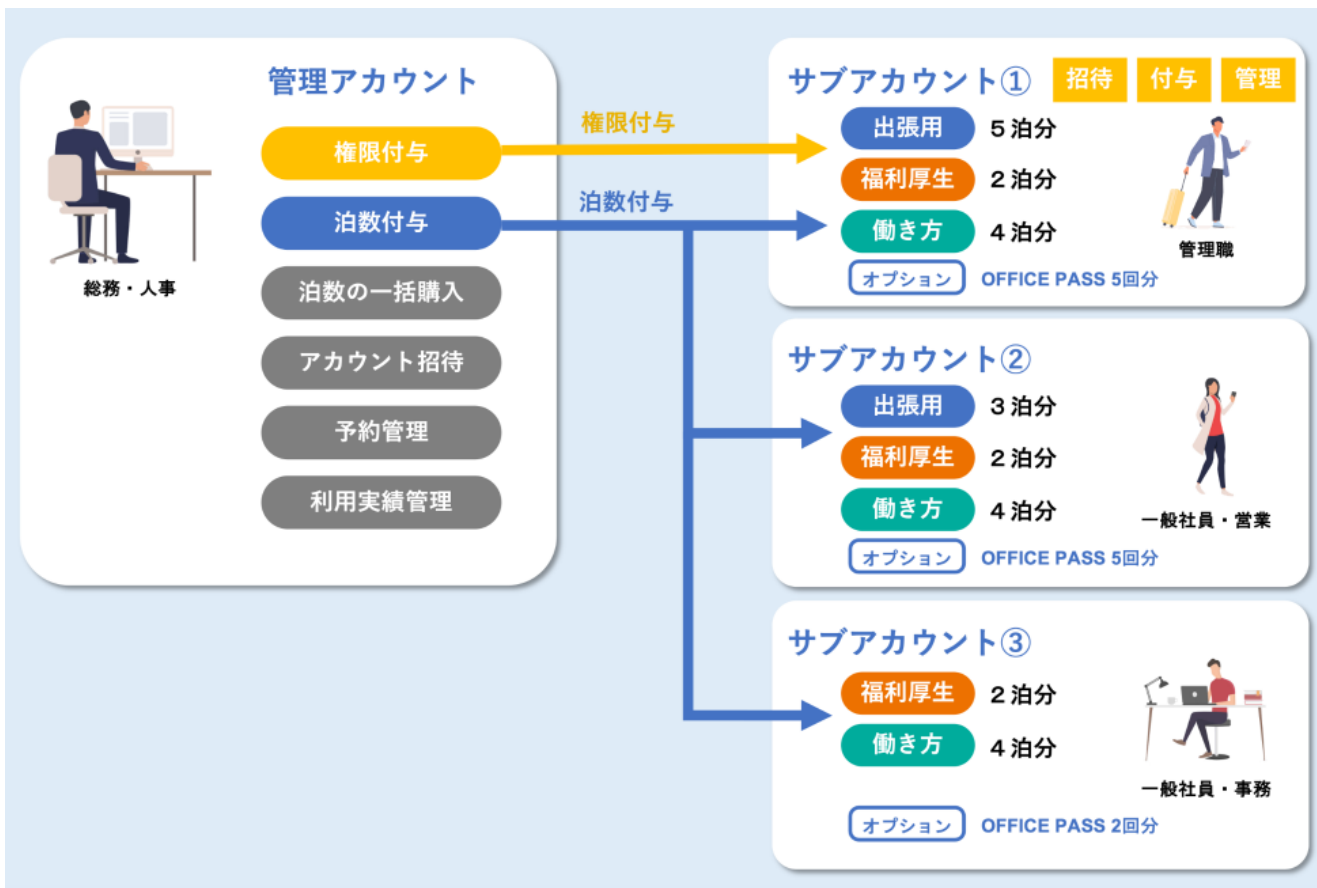 管理アカウント
権限付与
泊数付与
泊数の一括購入
アカウント招待
予約管理
利用実績管理
総務・人事
権限付与
泊数付与
サブアカウント① 招待 付与 管理
出張用 5泊分
福利厚生 2泊分
働き方 4泊分
オプション OFFICE PASS 5回分
管理職
サブアカウント②
出張用 3泊分
福利厚生 2泊分
働き方 4泊分
オプション OFFICE PASS 5回分
一般社員・営業
サブアカウント③
福利厚生 2泊分
働き方 4泊分
オプション OFFICE PASS 2回分
一般社員・事務